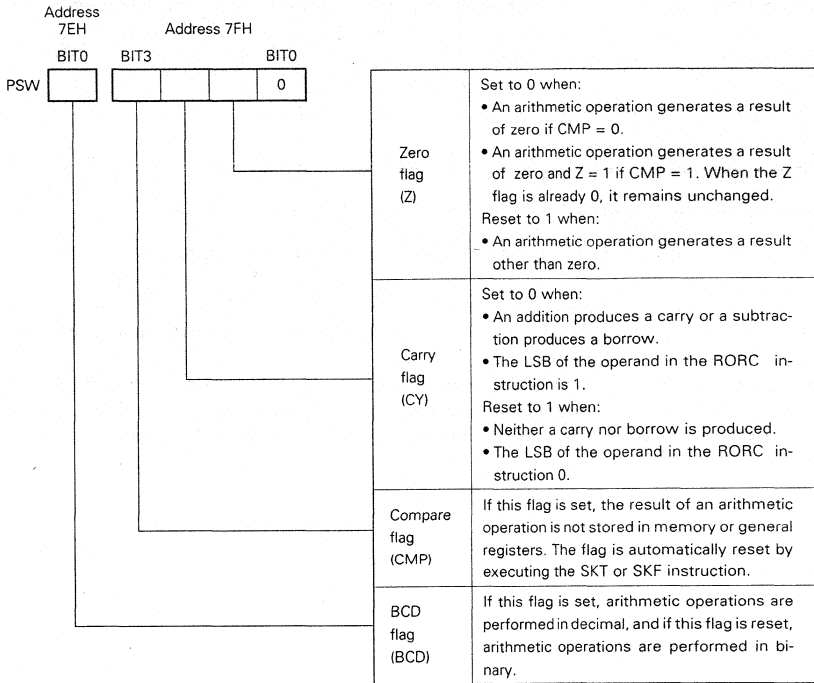 Address
7EH
Address 7FH
BIT0
BIT3
BIT0
PSW
0
Zero
flag
(Z)
Set to 0 when:
• An arithmetic operation generates a result
of zero if CMP = 0.
• An arithmetic operation generates a result
of zero and Z = 1 if CMP = 1. When the Z
flag is already 0, it remains unchanged.
Reset to 1 when:
• An arithmetic operation generates a result
other than zero.
Carry
flag
(CY)
Set to 0 when:
• An addition produces a carry or a subtrac-
tion produces a borrow.
• The LSB of the operand in the RORC in-
struction is 1.
Reset to 1 when:
• Neither a carry nor borrow is produced.
• The LSB of the operand in the RORC in-
struction 0.
Compare
flag
(CMP)
If this flag is set, the result of an arithmetic
operation is not stored in memory or general
registers. The flag is automatically reset by
executing the SKT or SKF instruction.
BCD
flag
(BCD)
If this flag is set, arithmetic operations are
performed in decimal, and if this flag is reset,
arithmetic operations are performed in bi-
nary.